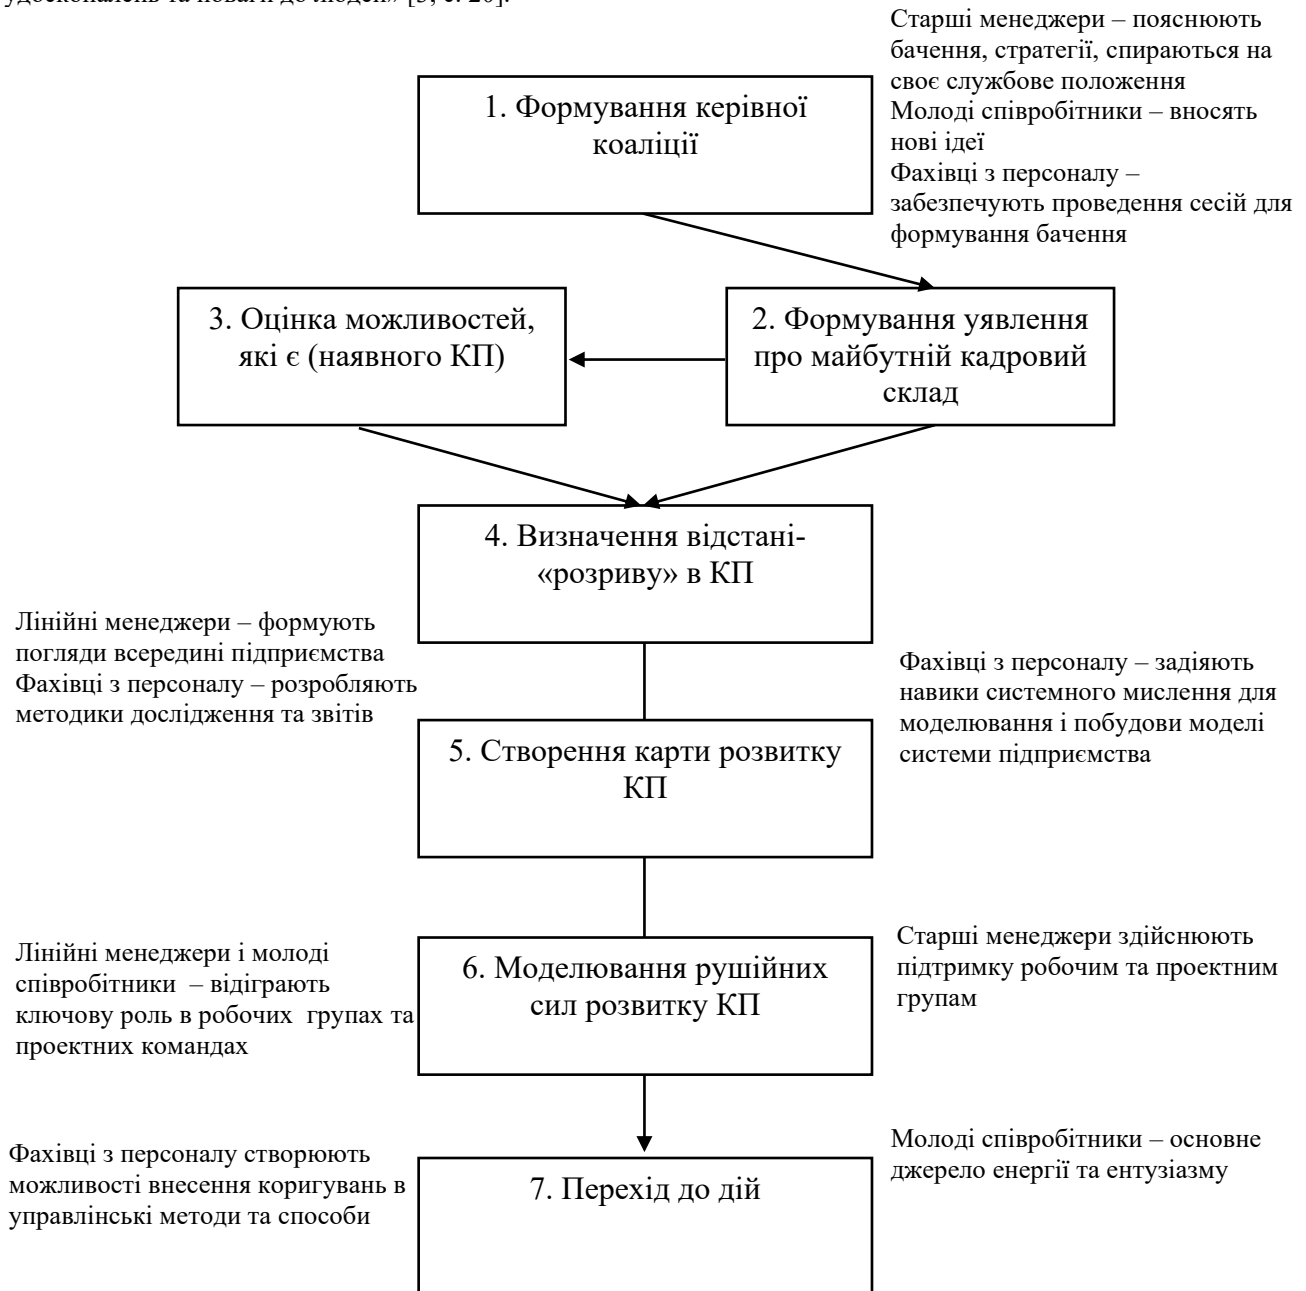 удосконалень та поваги до людей» [3, с. 20].
Старші менеджери – пояснюють
бачення, стратегії, спираються на
своє службове положення
Молоді співробітники – вносять
нові ідеї
Фахівці з персоналу –
забезпечують проведення сесій для
формування бачення
1. Формування керівної
коаліції
3. Оцінка можливостей,
які є (наявного КП)
2. Формування уявлення
про майбутній кадровий
склад
4. Визначення відстані-
«розриву» в КП
Лінійні менеджери – формують
погляди всередині підприємства
Фахівці з персоналу – розробляють
методики дослідження та звітів
Фахівці з персоналу – задіяють
навики системного мислення для
моделювання і побудови моделі
системи підприємства
5. Створення карти розвитку
КП
Лінійні менеджери і молоді
співробітники – відіграють
ключову роль в робочих групах та
проектних командах
6. Моделювання рушійних
сил розвитку КП
Старші менеджери здійснюють
підтримку робочим та проектним
групам
Фахівці з персоналу створюють
можливості внесення коригувань в
управлінські методи та способи
7. Перехід до дій
Молоді співробітники – основне
джерело енергії та ентузіазму